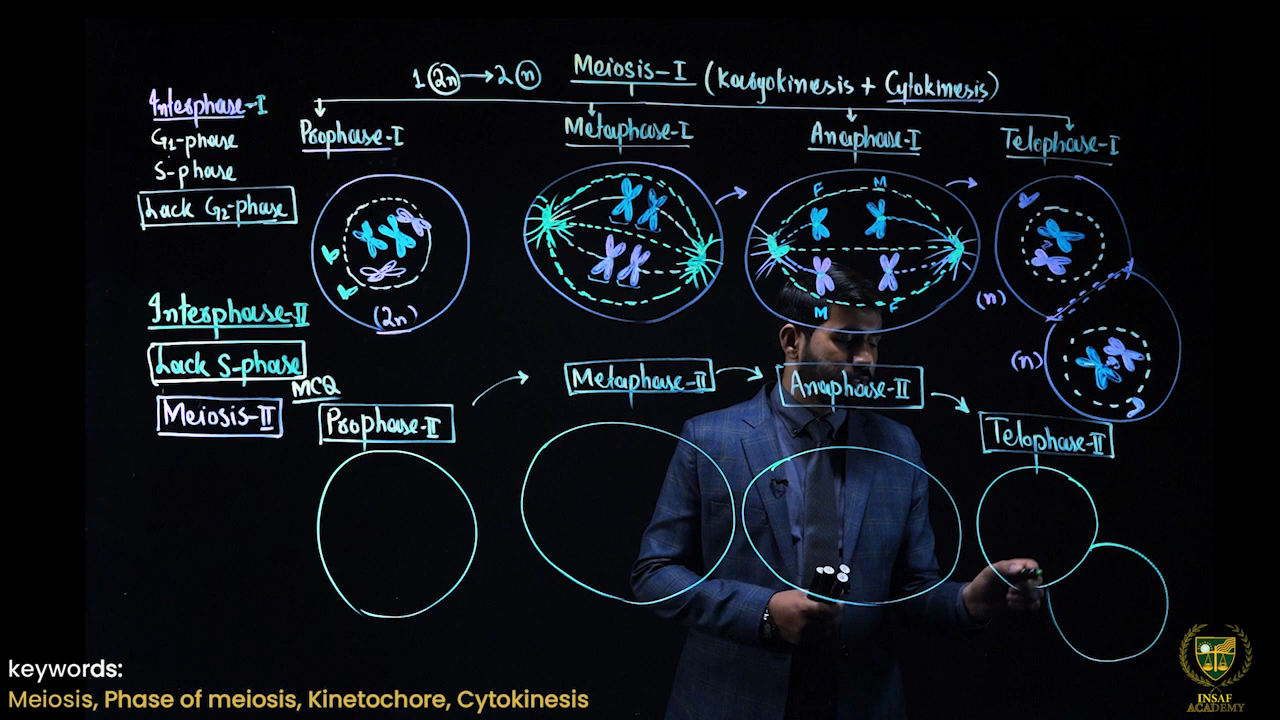 1 2n → 2 n
Meiosis-I (Karyokinesis + Cytokinesis)
Interphase-I
G1-phase
S-phase
Lack G2-phase
Prophase-I
Metaphase-I
Anaphase-I
Telophase-I
(2n)
F M
M F
(n)
(n)
Interphase-II
Lack S-phase
MCQ
Meiosis-II
Prophase-II
Metaphase-II
Anaphase-II
Telophase-II
keywords:
Meiosis, Phase of meiosis, Kinetochore, Cytokinesis
INSAF
ACADEMY